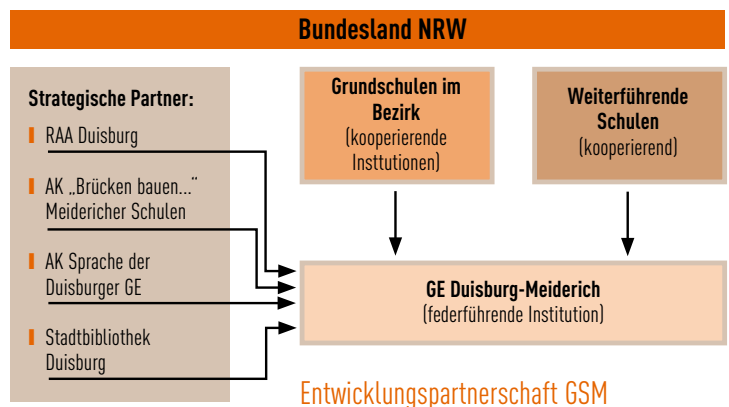 Bundesland NRW
Strategische Partner:
RAA Duisburg
AK „Brücken bauen...“
Meidericher Schulen
AK Sprache der
Duisburger GE
Stadtbibliothek
Duisburg
Grundschulen im
Bezirk
(kooperierende
Insttutionen)
Weiterführende
Schulen
(kooperierend)
GE Duisburg-Meiderich
(federführende Institution)
Entwicklungspartnerschaft GSM